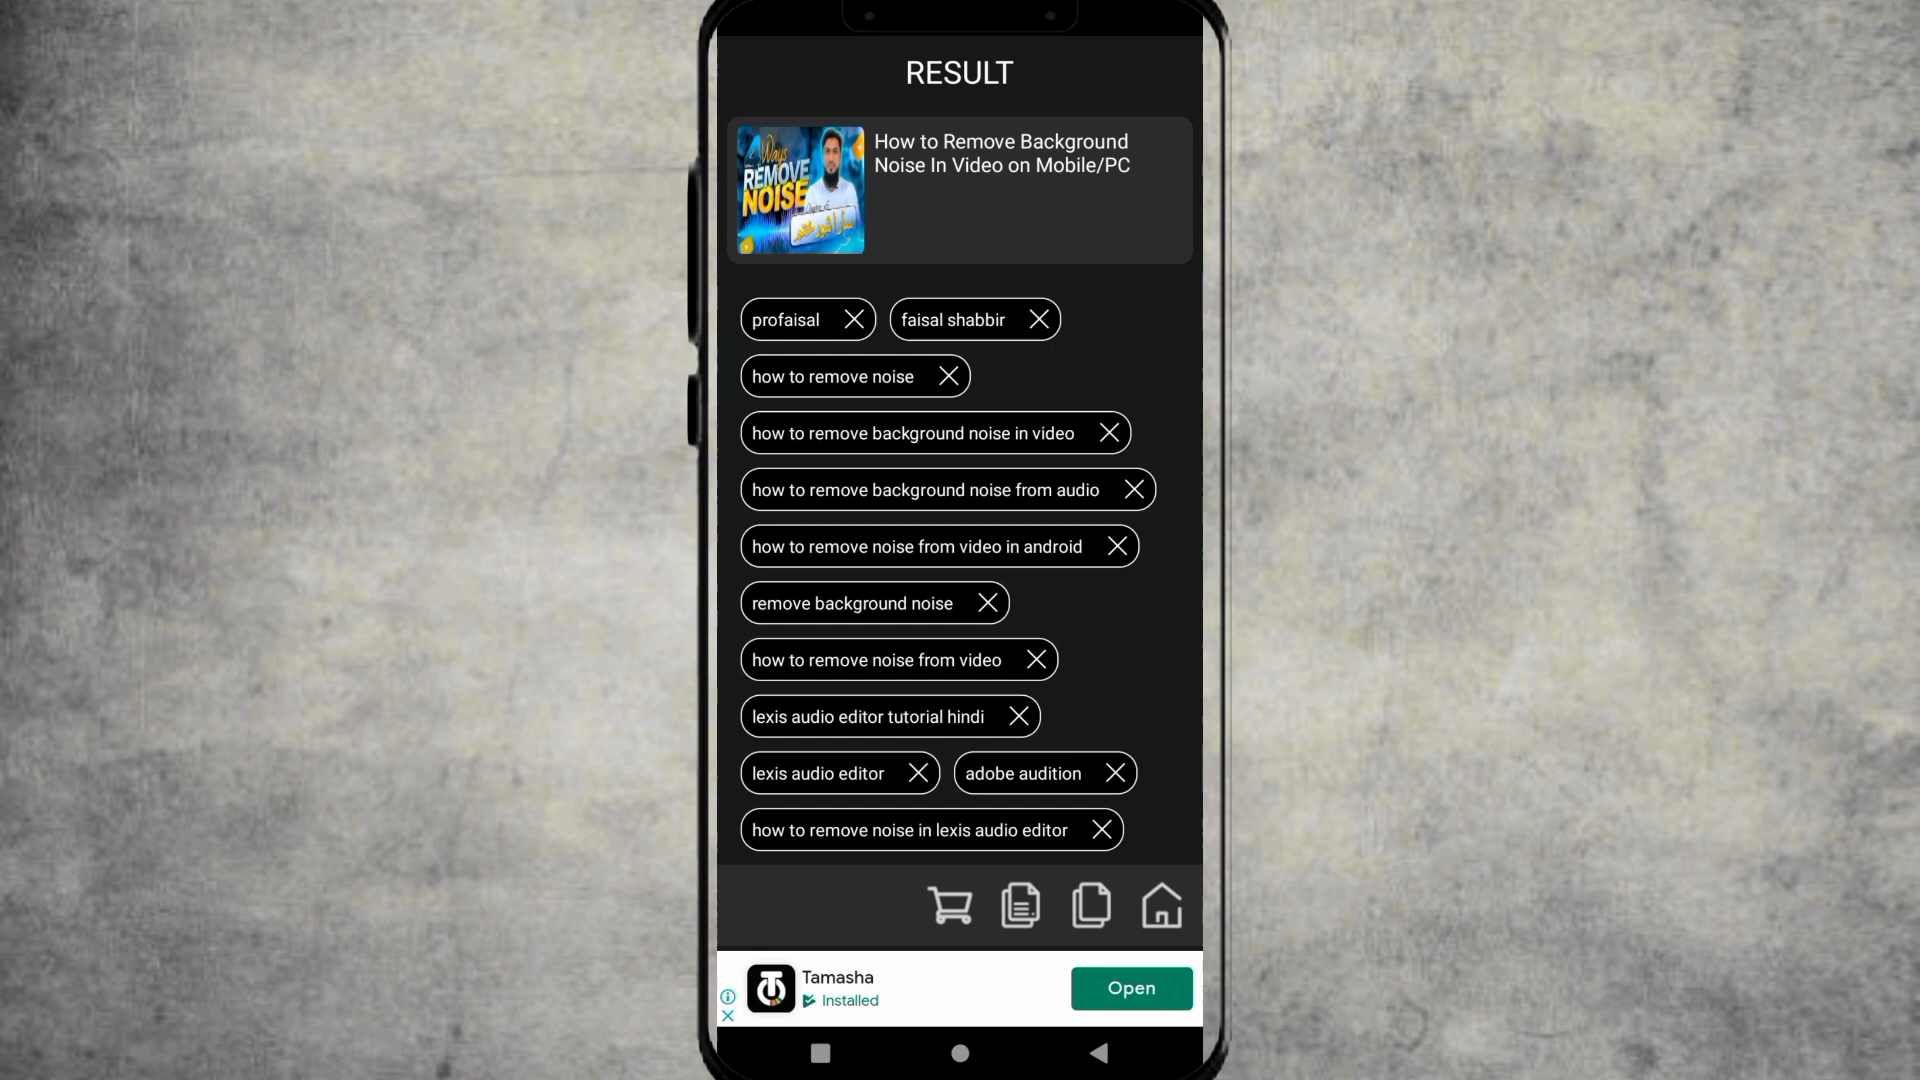 RESULT
Ways
REMOVE
NOISE
How to Remove Background
Noise In Video on Mobile/PC
profaisal
faisal shabbir
how to remove noise
how to remove background noise in video
how to remove background noise from audio
how to remove noise from video in android
remove background noise
how to remove noise from video
lexis audio editor tutorial hindi
lexis audio editor
adobe audition
how to remove noise in lexis audio editor
Tamasha
Installed
Open